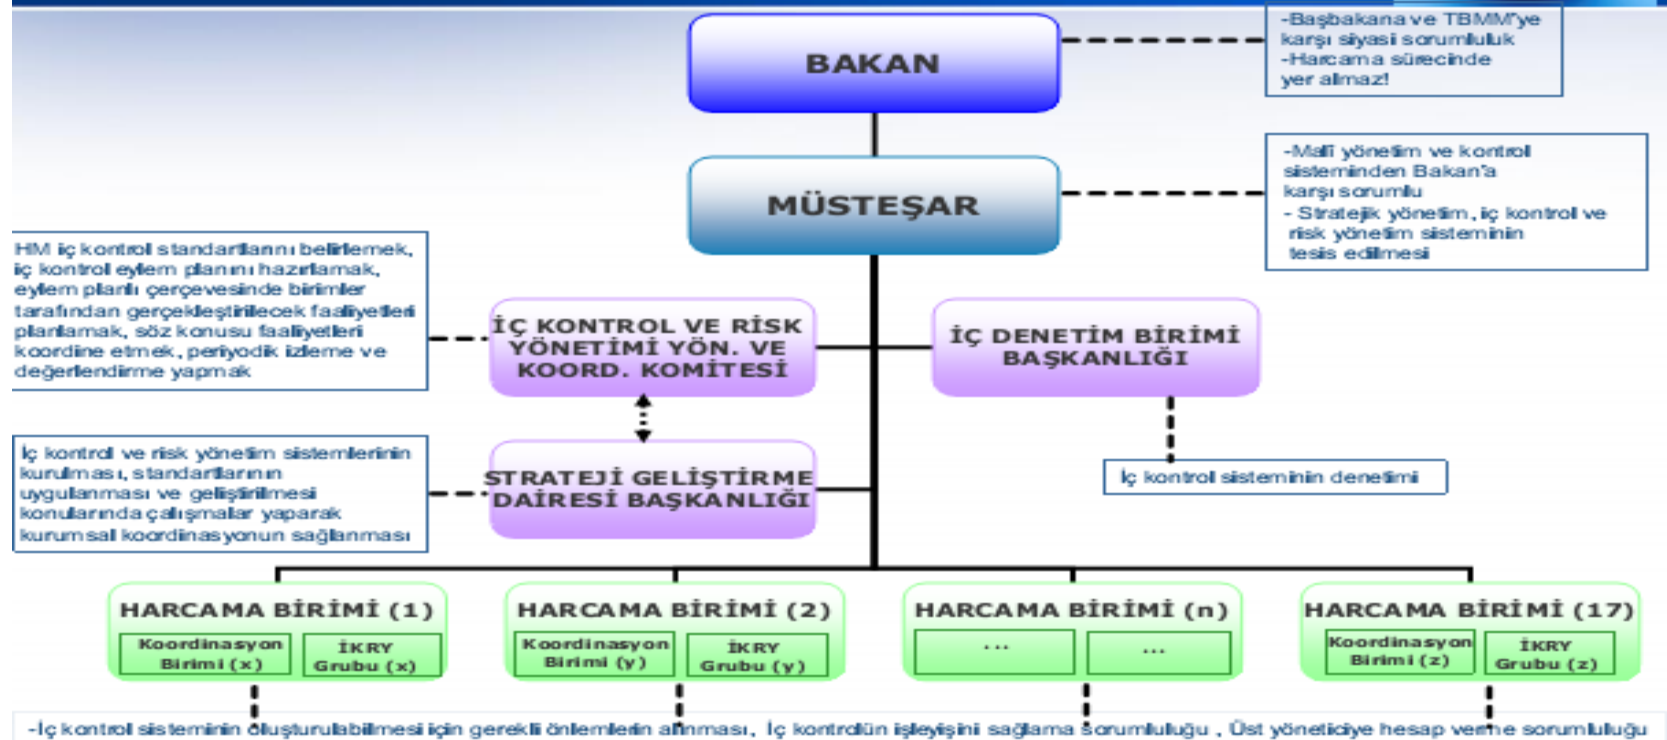 BAKAN
-Başbakana ve TBMM'ye
karşı siyasi sorumluluk
-Harcama sürecinde
yer almaz!
MÜSTEŞAR
-Malî yönetim ve kontrol
sisteminden Bakan'a
karşı sorumlu
- Stratejik yönetim, iç kontrol ve
risk yönetim sisteminin
tesis edilmesi
HM iç kontrol standartlarını belirlemek,
iç kontrol eylem planını hazırlamak,
eylem planlı çerçevesinde birimler
tarafından gerçekleştirilecek faaliyetleri
planlamak, söz konusu faaliyetleri
koordine etmek, periyodik izleme ve
değerlendirme yapmak
İÇ KONTROL VE RİSK
YÖNETİMİ YÖN. VE
KOORD. KOMİTESİ
İÇ DENETİM BİRİMİ
BAŞKANLIĞI
İç kontrol ve risk yönetim sistemlerinin
kurulması, standartlarının
uygulanması ve geliştirilmesi
konularında çalışmalar yaparak
kurumsal koordinasyonun sağlanması
STRATEJİ GELİŞTİRME
DAİRESİ BAŞKANLIĞI
İç kontrol sisteminin denetimi
HARCAMA BİRİMİ (1)
Koordinasyon
Birimi (x)
İKRY
Grubu (x)
HARCAMA BİRİMİ (2)
Koordinasyon
Birimi (y)
İKRY
Grubu (y)
HARCAMA BİRİMİ (n)
...
...
HARCAMA BİRİMİ (17)
Koordinasyon
Birimi (z)
İKRY
Grubu (z)
-İç kontrol sisteminin oluşturulabilmesi için gerekli önlemlerin alınması, İç kontrolün işleyişini sağlama sorumluluğu , Üst yöneticiye hesap verme sorumluluğu